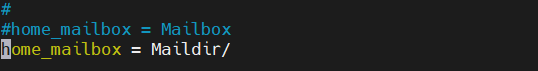 #
#home_mailbox = Mailbox
home_mailbox = Maildir/